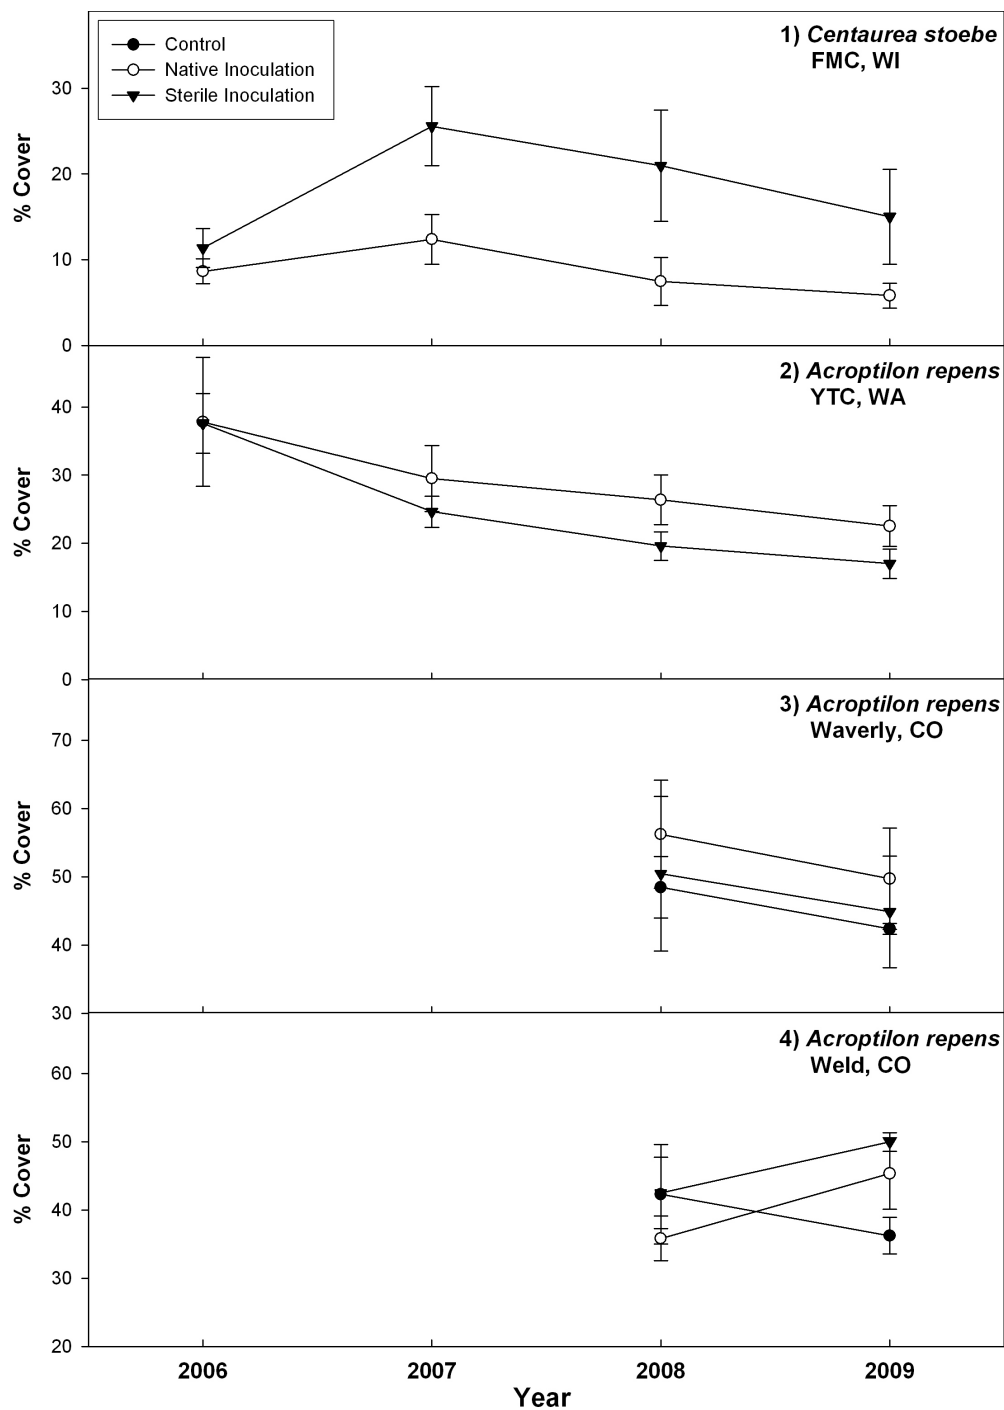 Control
Native Inoculation
Sterile Inoculation
1) Centaurea stoebe
FMC, WI
% Cover
30
20
10
0
2) Acroptilon repens
YTC, WA
% Cover
40
30
20
10
0
3) Acroptilon repens
Waverly, CO
% Cover
70
60
50
40
30
4) Acroptilon repens
Weld, CO
% Cover
60
50
40
30
20
2006 2007 2008 2009
Year